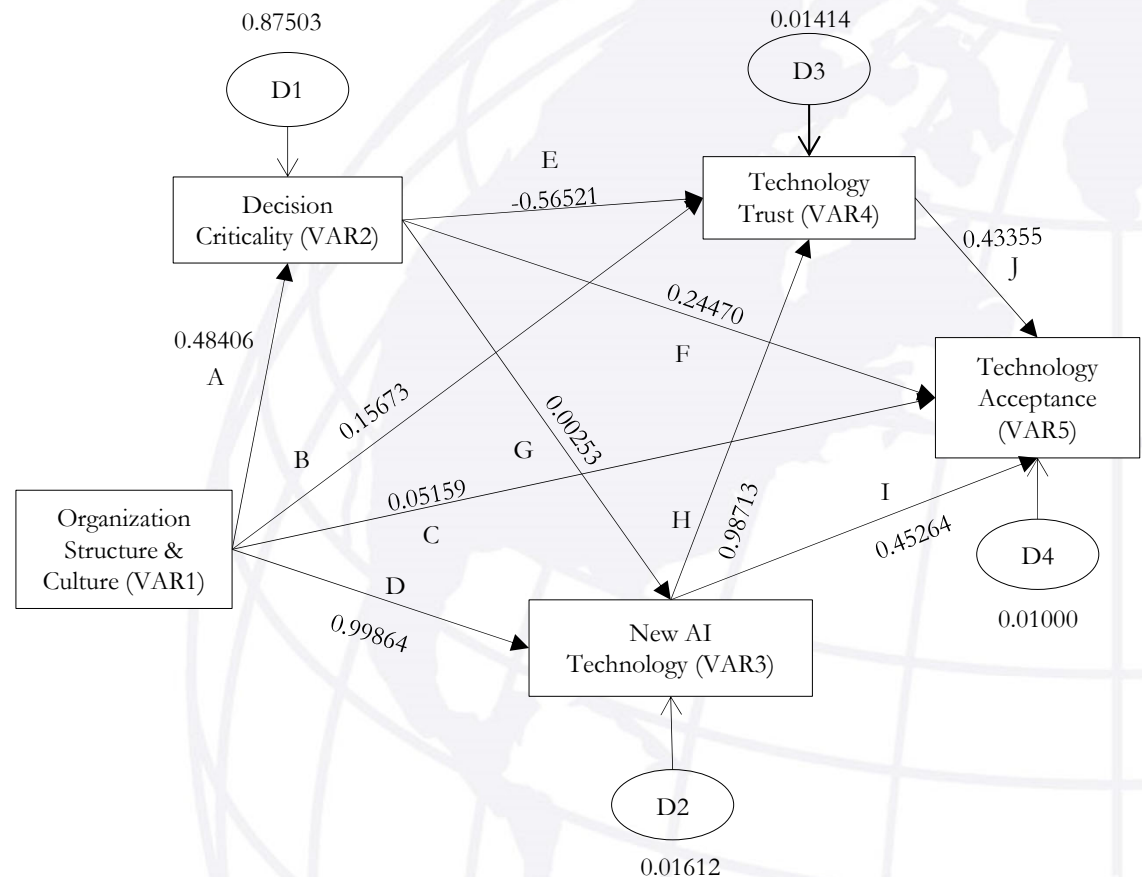 0.87503
D1
0.01414
D3
E
-0.56521
Decision
Criticality (VAR2)
Technology
Trust (VAR4)
0.43355
J
0.24470
F
0.48406
A
0.15673
B
0.00253
G
Technology
Acceptance
(VAR5)
0.05159
C
Organization
Structure &
Culture (VAR1)
D
0.99864
H
0.98713
I
0.45264
D4
0.01000
New AI
Technology (VAR3)
D2
0.01612